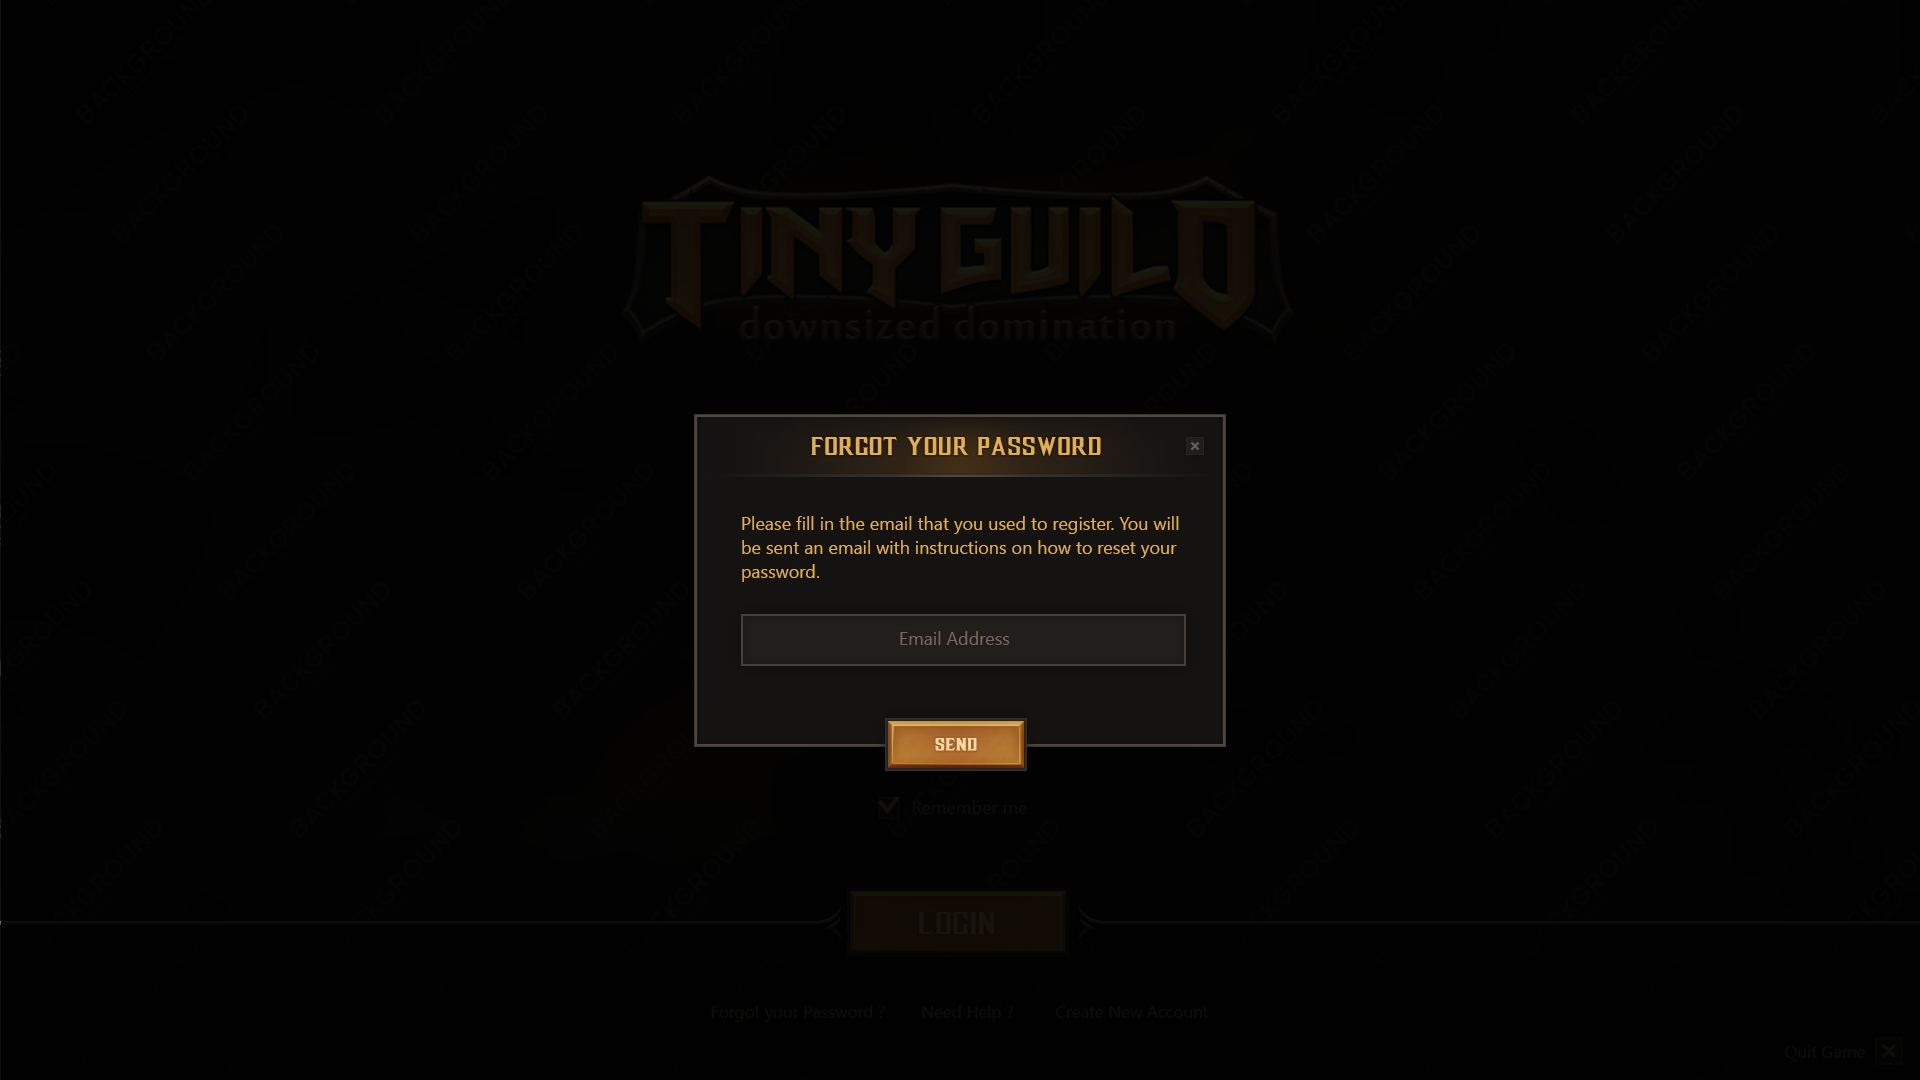 TINY GUILD
downsized domination
FORGOT YOUR PASSWORD
Please fill in the email that you used to register. You will
be sent an email with instructions on how to reset your
password.
Email Address
SEND
Remember me
LOGIN
Forgot your Password ? Need Help ? Create New Account
Quit Game